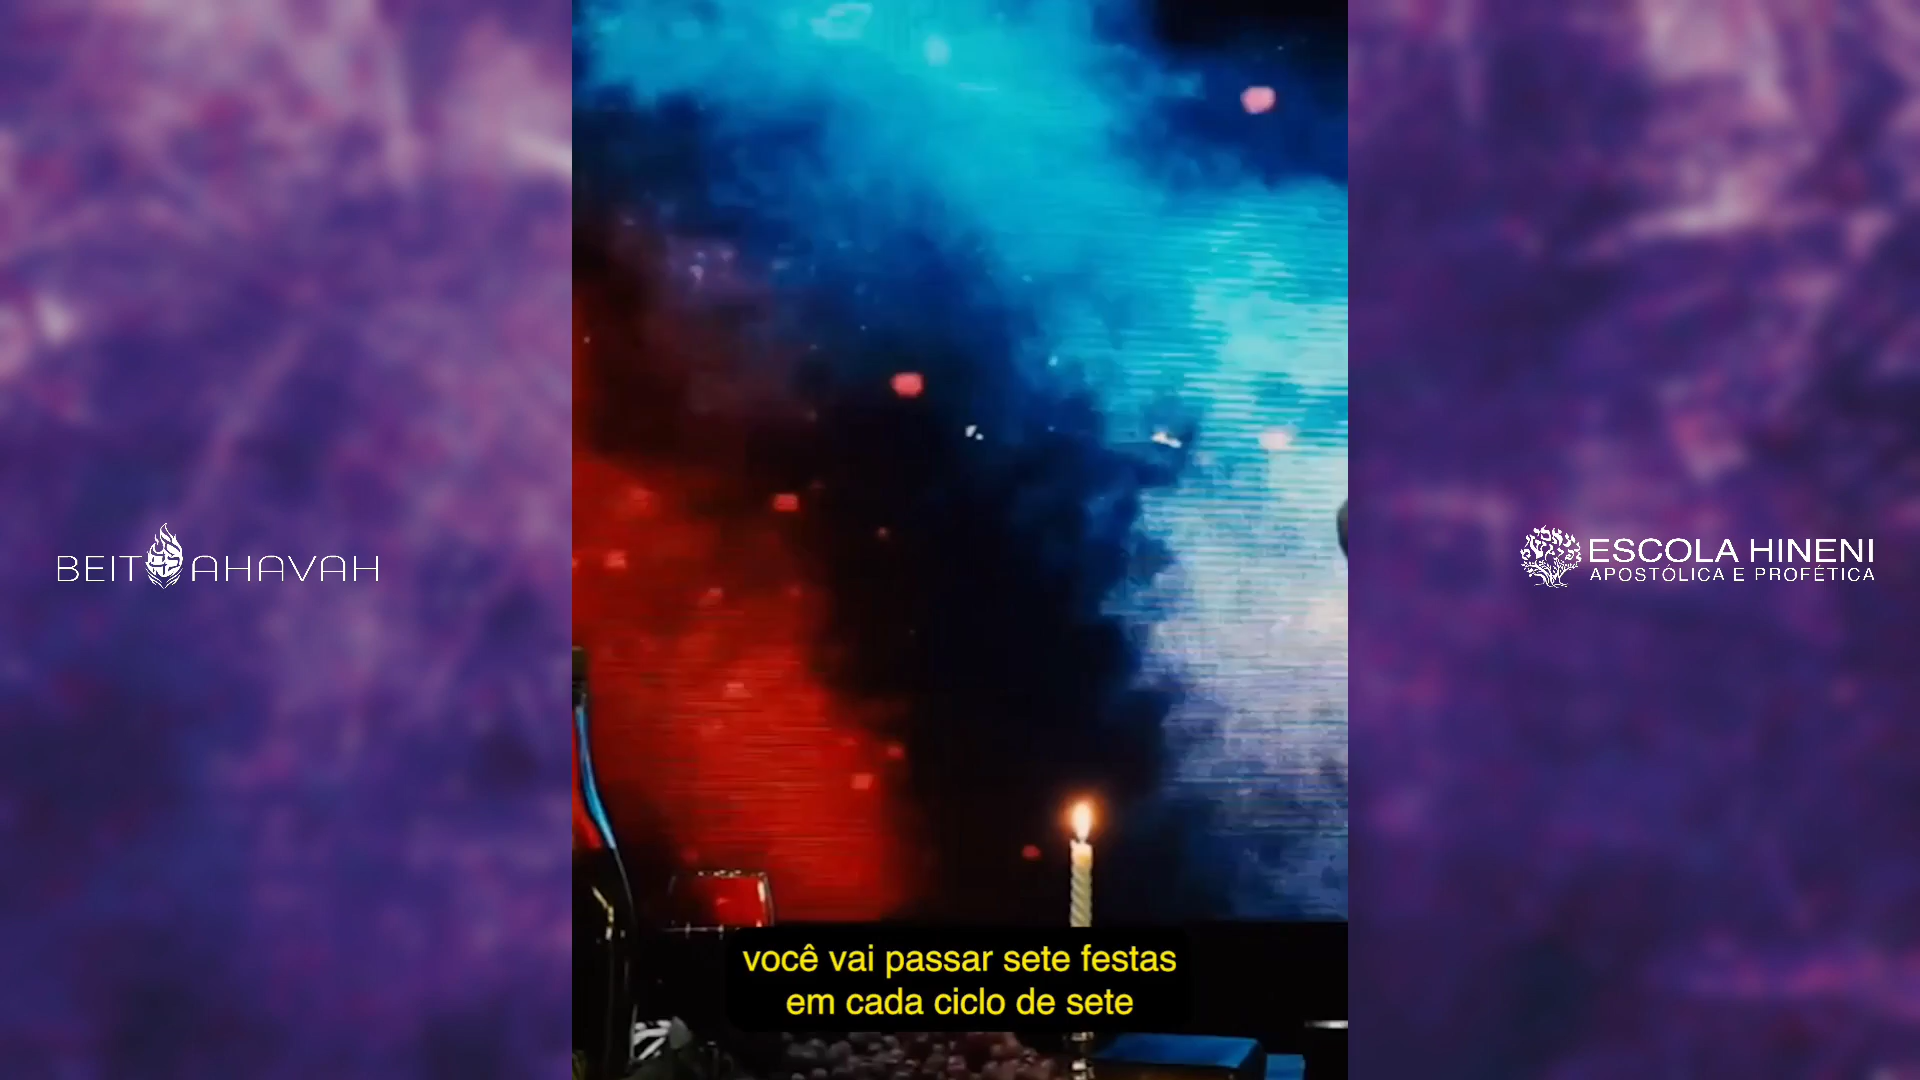 BEIT AHAVAH
ESCOLA HINENI
APOSTÓLICA E PROFÉTICA
você vai passar sete festas
em cada ciclo de sete